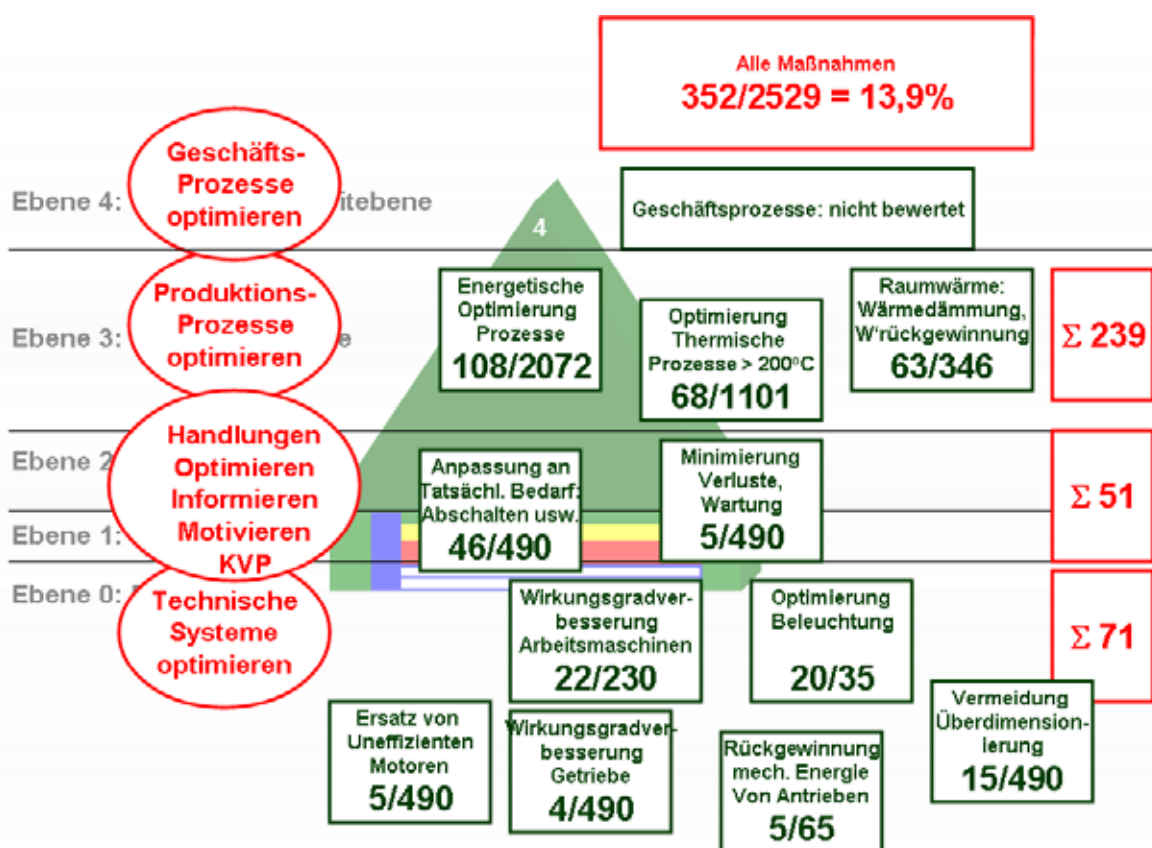 Alle Maßnahmen
352/2529 = 13,9%
Geschäfts-
Prozesse
optimieren
Ebene 4:
itebene
4
Geschäftsprozesse: nicht bewertet
Produktions-
Prozesse
optimieren
Ebene 3:
e
Energetische
Optimierung
Prozesse
108/2072
Optimierung
Thermische
Prozesse > 200°C
68/1101
Raumwärme:
Wärmedämmung,
W'rückgewinnung
63/346
Σ 239
Handlungen
Optimieren
Informieren
Motivieren
KVP
Ebene 2
Ebene 1:
Anpassung an
Tatsächl. Bedarf:
Abschalten usw.
46/490
Minimierung
Verluste,
Wartung
5/490
Σ 51
Ebene 0:
Technische
Systeme
optimieren
Wirkungsgradver-
besserung
Arbeitsmaschinen
22/230
Optimierung
Beleuchtung
20/35
Σ 71
Ersatz von
Uneffizienten
Motoren
5/490
Wirkungsgradver-
besserung
Getriebe
4/490
Rückgewinnung
mech. Energie
Von Antrieben
5/65
Vermeidung
Überdimension-
ierung
15/490